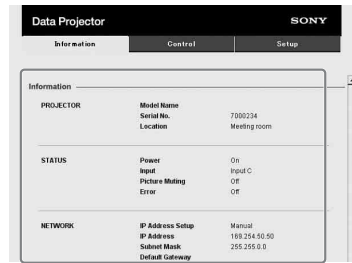 Data Projector
SONY
Information Control Setup
Information
PROJECTOR Model Name
Serial No. 7000234
Location Meeting room
STATUS Power On
Input Input C
Picture Muting Off
Error Off
NETWORK IP Address Setup Manual
IP Address 169.254.50.50
Subnet Mask 255.255.0.0
Default Gateway